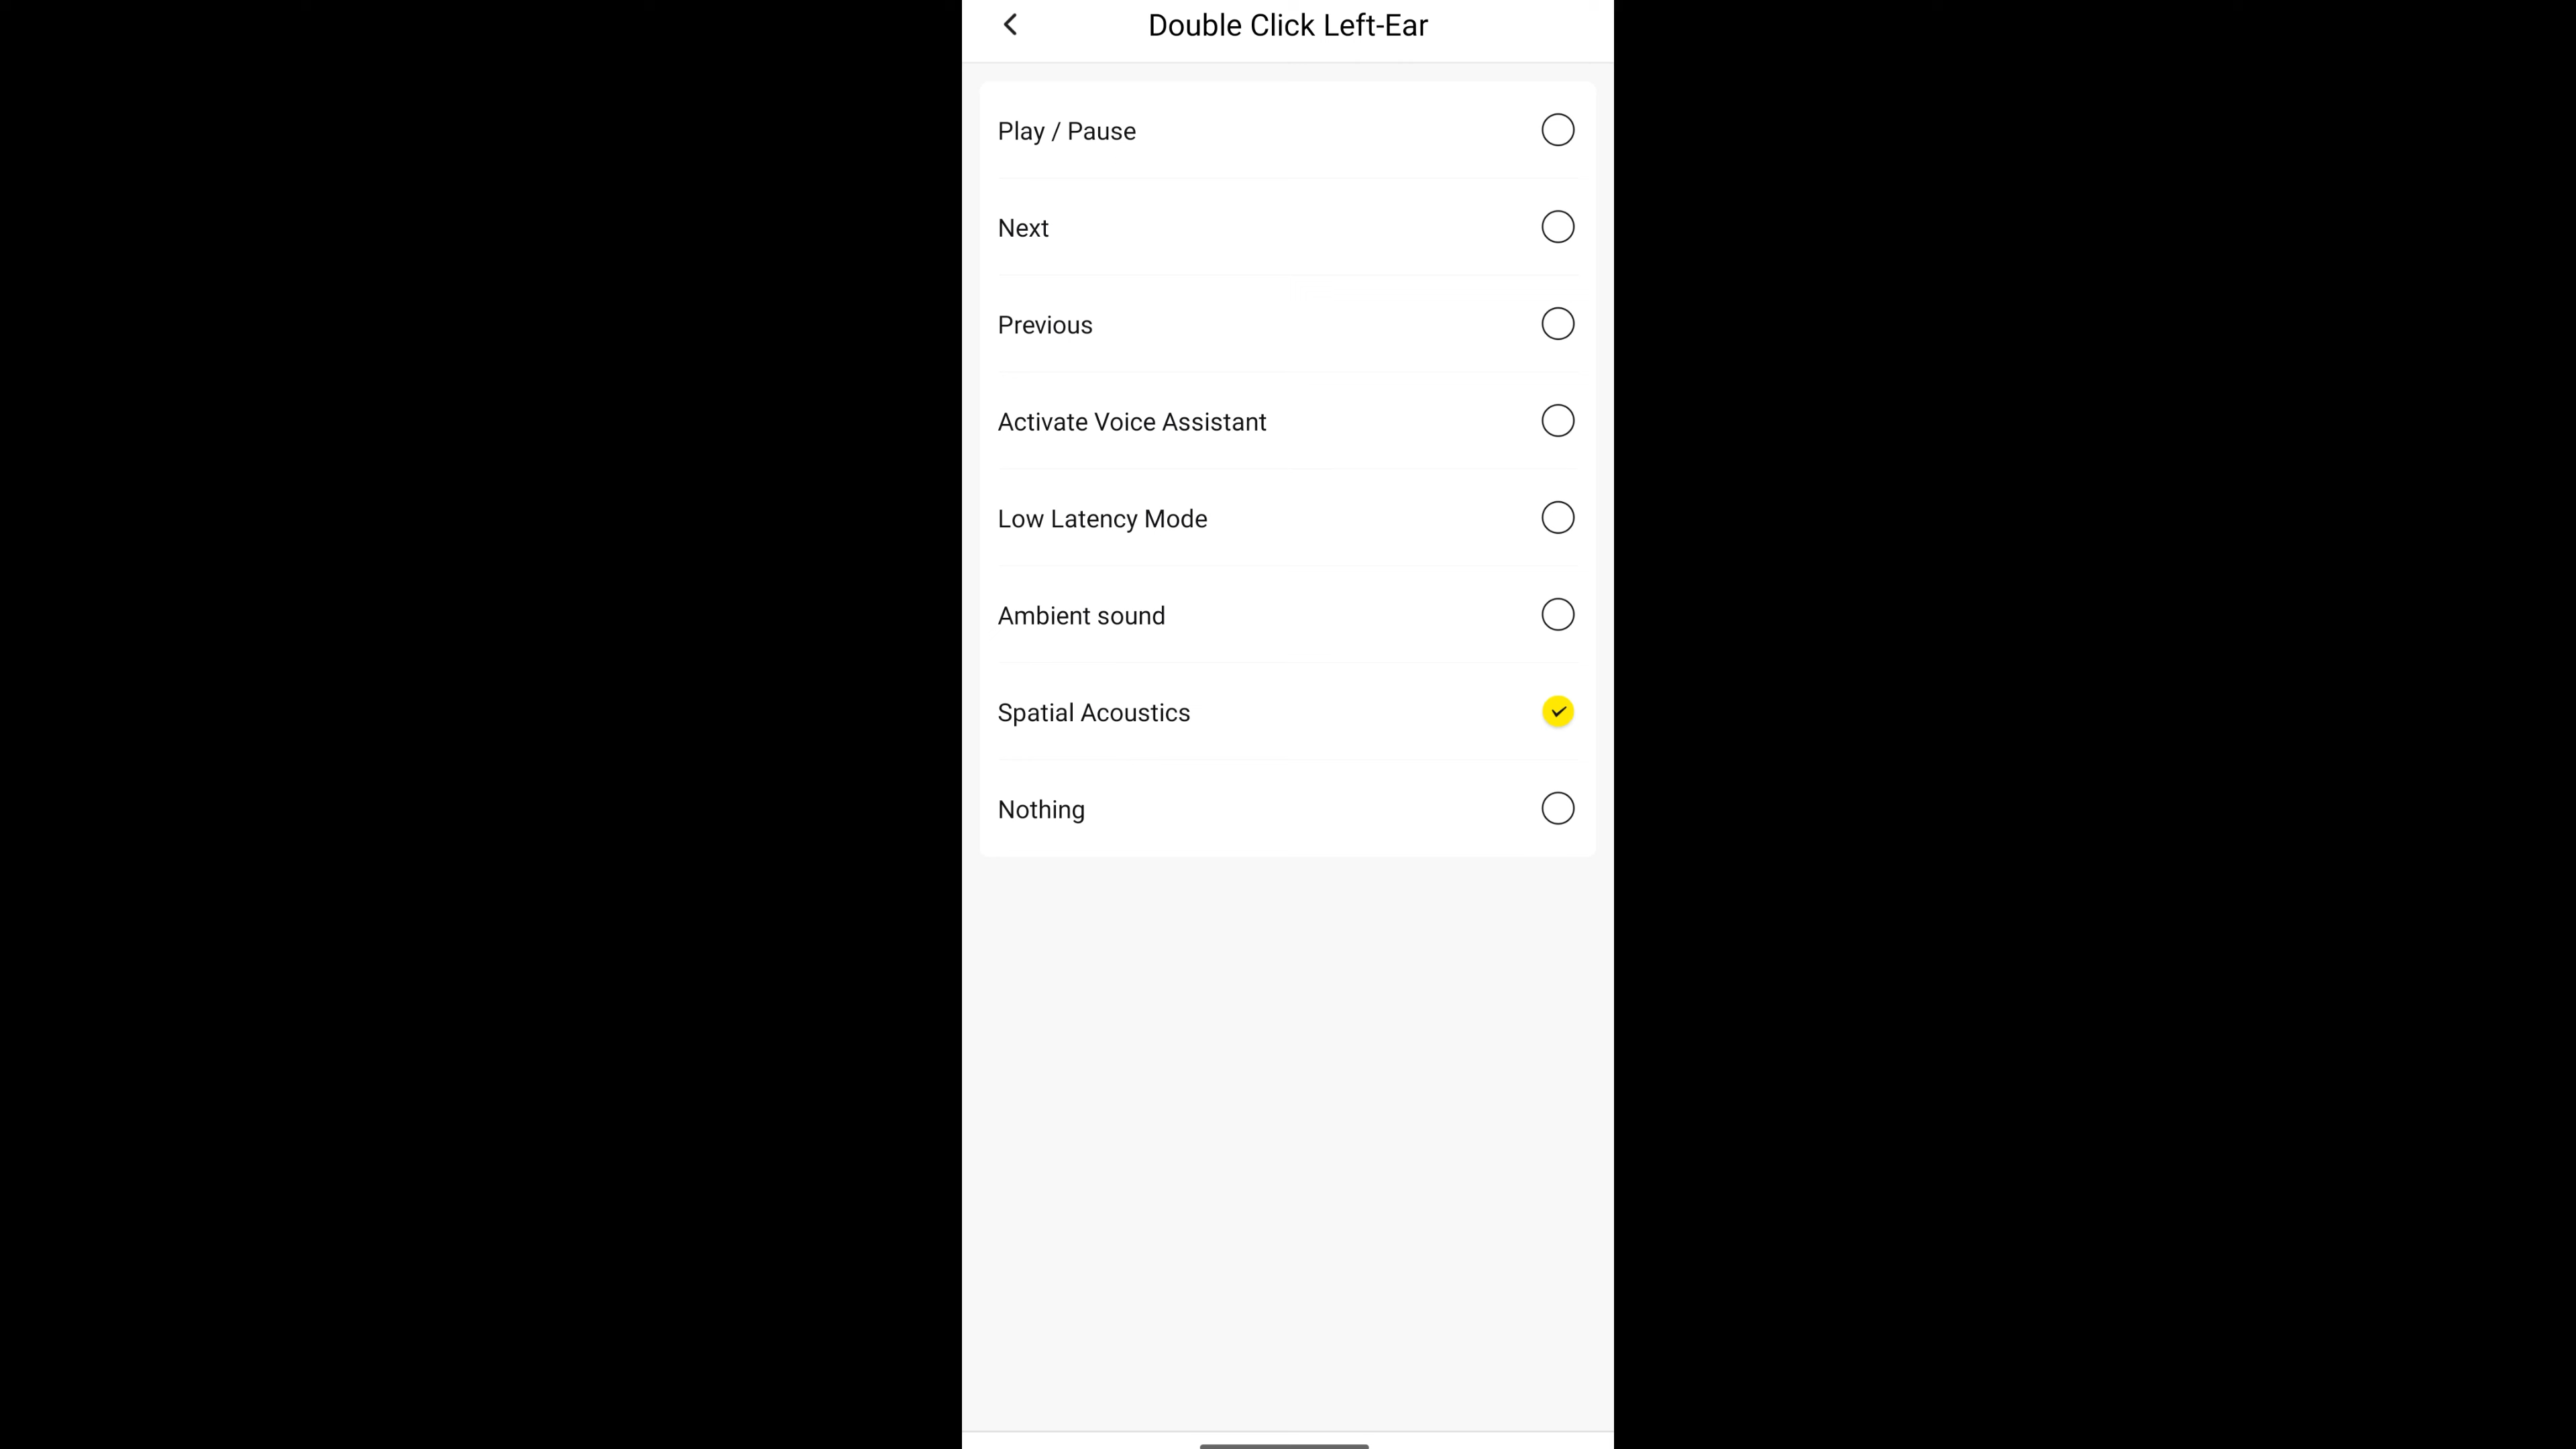 Double Click Left-Ear
Play / Pause
Next
Previous
Activate Voice Assistant
Low Latency Mode
Ambient sound
Spatial Acoustics
Nothing